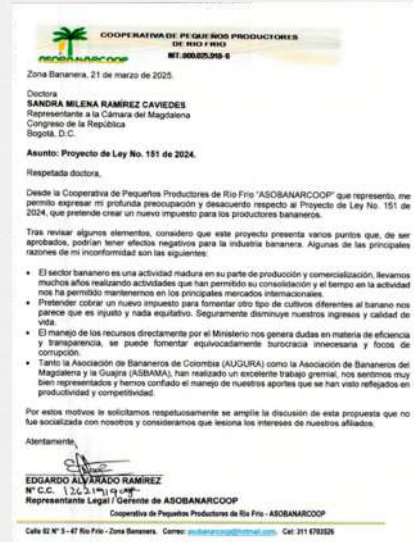 COOPERATIVA DE PEQUEÑOS PRODUCTORES
DE RIO FRIO
ASOBANARCOOP
Zona Bananera, 21 de marzo de 2025.
Doctora
SANDRA MILENA RAMÍREZ CAVIEDES
Representante a la Cámara del Magdalena
Congreso de la República
Bogotá, D.C.
Asunto: Proyecto de Ley No. 151 de 2024.
Respetada doctora,
Desde la Cooperativa de Pequeños Productores de Río Frío "ASOBANARCOOP" que represento, me
permito expresar mi profunda preocupación y desacuerdo respecto al Proyecto de Ley No. 151 de
2024, que pretende crear un nuevo impuesto para los productores bananeros.
Tras revisar algunos elementos, considero que este proyecto presenta varios puntos que, de ser
aprobados, podrían tener efectos negativos para la industria bananera. Algunas de las principales
razones de mi inconformidad son las siguientes:
• El sector bananero es una actividad madura en su parte de producción y comercialización, llevamos
muchos años realizando actividades que han permitido su consolidación y el tiempo en la actividad
nos ha permitido mantenernos en los principales mercados internacionales.
• Pretender cobrar un nuevo impuesto para fomentar otro tipo de cultivos diferentes al banano nos
parece que es injusto y nada equitativo. Seguramente disminuye nuestros ingresos y calidad de
vida.
• El manejo de los recursos directamente por el Ministerio nos genera dudas en materia de eficiencia
y transparencia, se puede fomentar equivocadamente burocracia innecesaria y focos de
corrupción.
• Tanto la Asociación de Bananeros de Colombia (AUGURA) como la Asociación de Bananeros del
Magdalena y la Guajira (ASBAMA), han realizado un excelente trabajo gremial, nos sentimos muy
bien representados y hemos confiado el manejo de nuestros aportes que se han visto reflejados en
productividad y competitividad.
Por estos motivos le solicitamos respetuosamente se amplíe la discusión de esta propuesta que no
fue socializada con nosotros y consideramos que lesiona los intereses de nuestros afiliados.
Atentamente,
EDGARDO ALVARADO RAMÍREZ
N° C.C.
Representante Legal / Gerente de ASOBANARCOOP
Cooperativa de Pequeños Productores de Rio Frio - ASOBANARCOOP
Calle 82 N° 5 - 47 Rio Frio - Zona Bananera. Correo: asobanarcoop@hotmail.com. Cel: 311 6703526